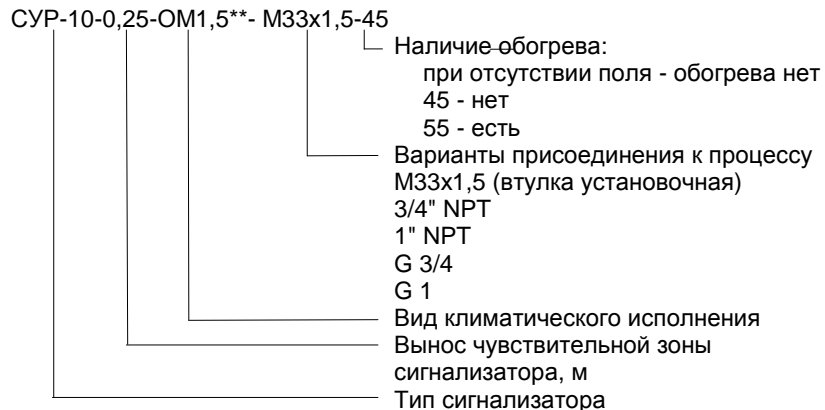 СУР-10-0,25-ОМ1,5**- М33х1,5-45
Наличие обогрева:
при отсутствии поля - обогрева нет
45 - нет
55 - есть
Варианты присоединения к процессу
М33х1,5 (втулка установочная)
3/4" NPT
1" NPT
G 3/4
G 1
Вид климатического исполнения
Вынос чувствительной зоны
сигнализатора, м
Тип сигнализатора